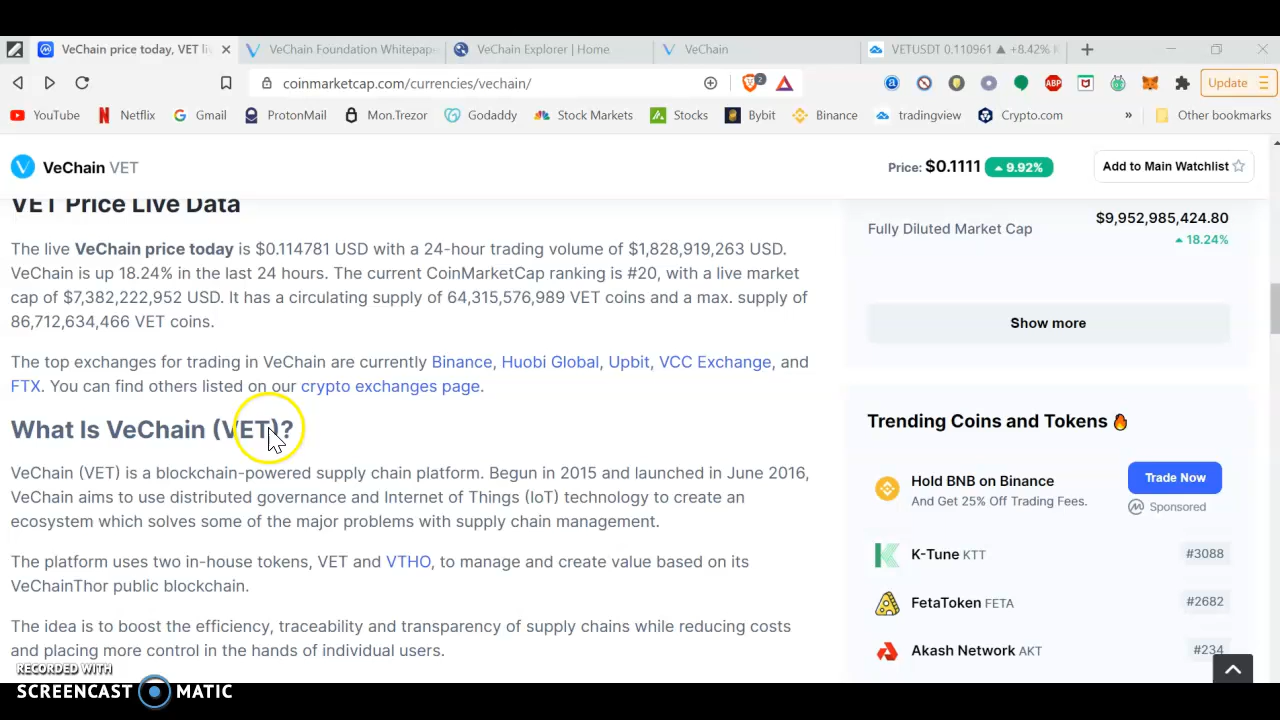 VeChain price today, VET li
VeChain Foundation Whitepape
VeChain Explorer | Home
VeChain
VETUSDT 0.110961 ▲ +8.42%
coinmarketcap.com/currencies/vechain/
2
ABP
Update
YouTube
Netflix
Gmail
ProtonMail
Mon.Trezor
Godaddy
Stock Markets
Stocks
Bybit
Binance
tradingview
Crypto.com
»
Other bookmarks
VeChain VET
Price: $0.1111 9.92%
Add to Main Watchlist
VET Price Live Data
The live VeChain price today is $0.114781 USD with a 24-hour trading volume of $1,828,919,263 USD.
VeChain is up 18.24% in the last 24 hours. The current CoinMarketCap ranking is #20, with a live market
cap of $7,382,222,952 USD. It has a circulating supply of 64,315,576,989 VET coins and a max. supply of
86,712,634,466 VET coins.
The top exchanges for trading in VeChain are currently Binance, Huobi Global, Upbit, VCC Exchange, and
FTX. You can find others listed on our crypto exchanges page.
What Is VeChain (VET)?
VeChain (VET) is a blockchain-powered supply chain platform. Begun in 2015 and launched in June 2016,
VeChain aims to use distributed governance and Internet of Things (IoT) technology to create an
ecosystem which solves some of the major problems with supply chain management.
The platform uses two in-house tokens, VET and VTHO, to manage and create value based on its
VeChainThor public blockchain.
The idea is to boost the efficiency, traceability and transparency of supply chains while reducing costs
and placing more control in the hands of individual users.
Fully Diluted Market Cap
$9,952,985,424.80
18.24%
Show more
Trending Coins and Tokens 🔥
Hold BNB on Binance
And Get 25% Off Trading Fees.
Trade Now
Sponsored
K-Tune KTT
#3088
FetaToken FETA
#2682
Akash Network AKT
#234
RECORDED WITH
SCREENCAST MATIC